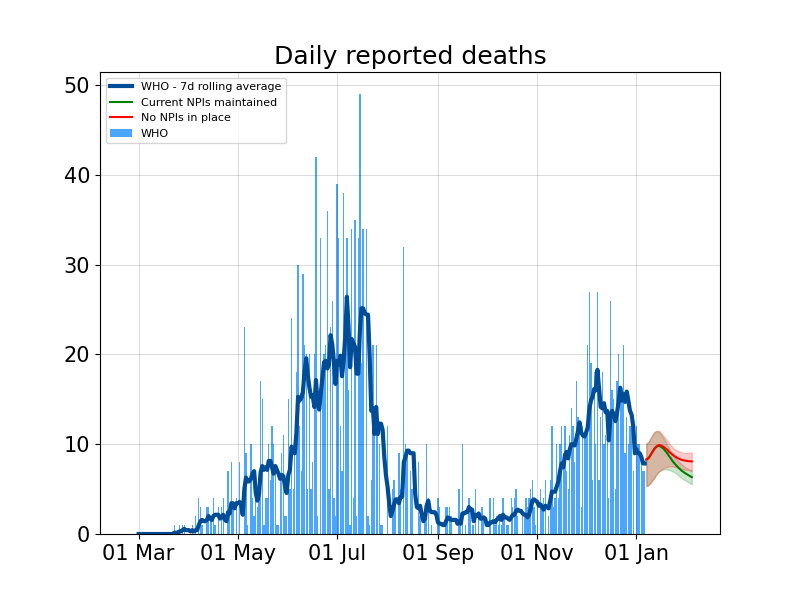 Daily reported deaths
WHO - 7d rolling average
Current NPIs maintained
No NPIs in place
WHO
50
40
30
20
10
0
01 Mar 01 May 01 Jul 01 Sep 01 Nov 01 Jan